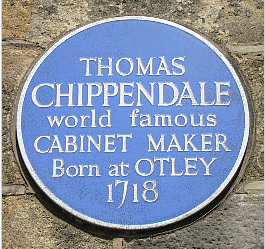 THOMAS
CHIPPENDALE
world famous
CABINET MAKER
Born at OTLEY
1718